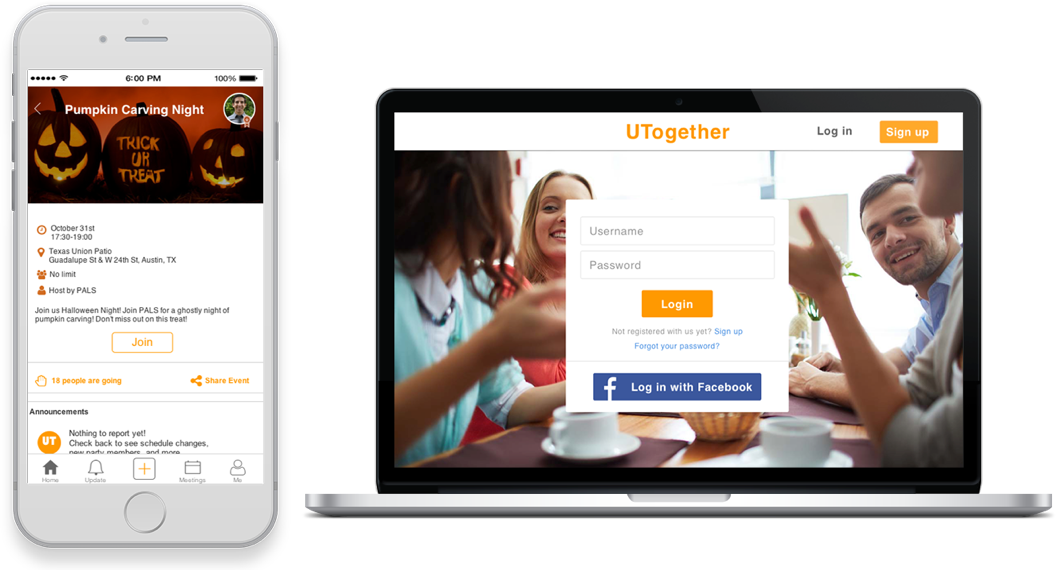 6:00 PM
100%
Pumpkin Carving Night
TRICK
OR
TREAT
October 31st
17:30-19:00
Texas Union Patio
Guadalupe St & W 24th St, Austin, TX
No limit
Host by PALS
Join us Halloween Night! Join PALS for a ghostly night of
pumpkin carving! Don't miss out on this treat!
Join
18 people are going
Share Event
Announcements
UT
Nothing to report yet!
Check back to see schedule changes,
new party members, and more
Home
Update
Meetings
Me
UTogether
Log in
Sign up
Username
Password
Login
Not registered with us yet? Sign up
Forgot your password?
f
Log in with Facebook